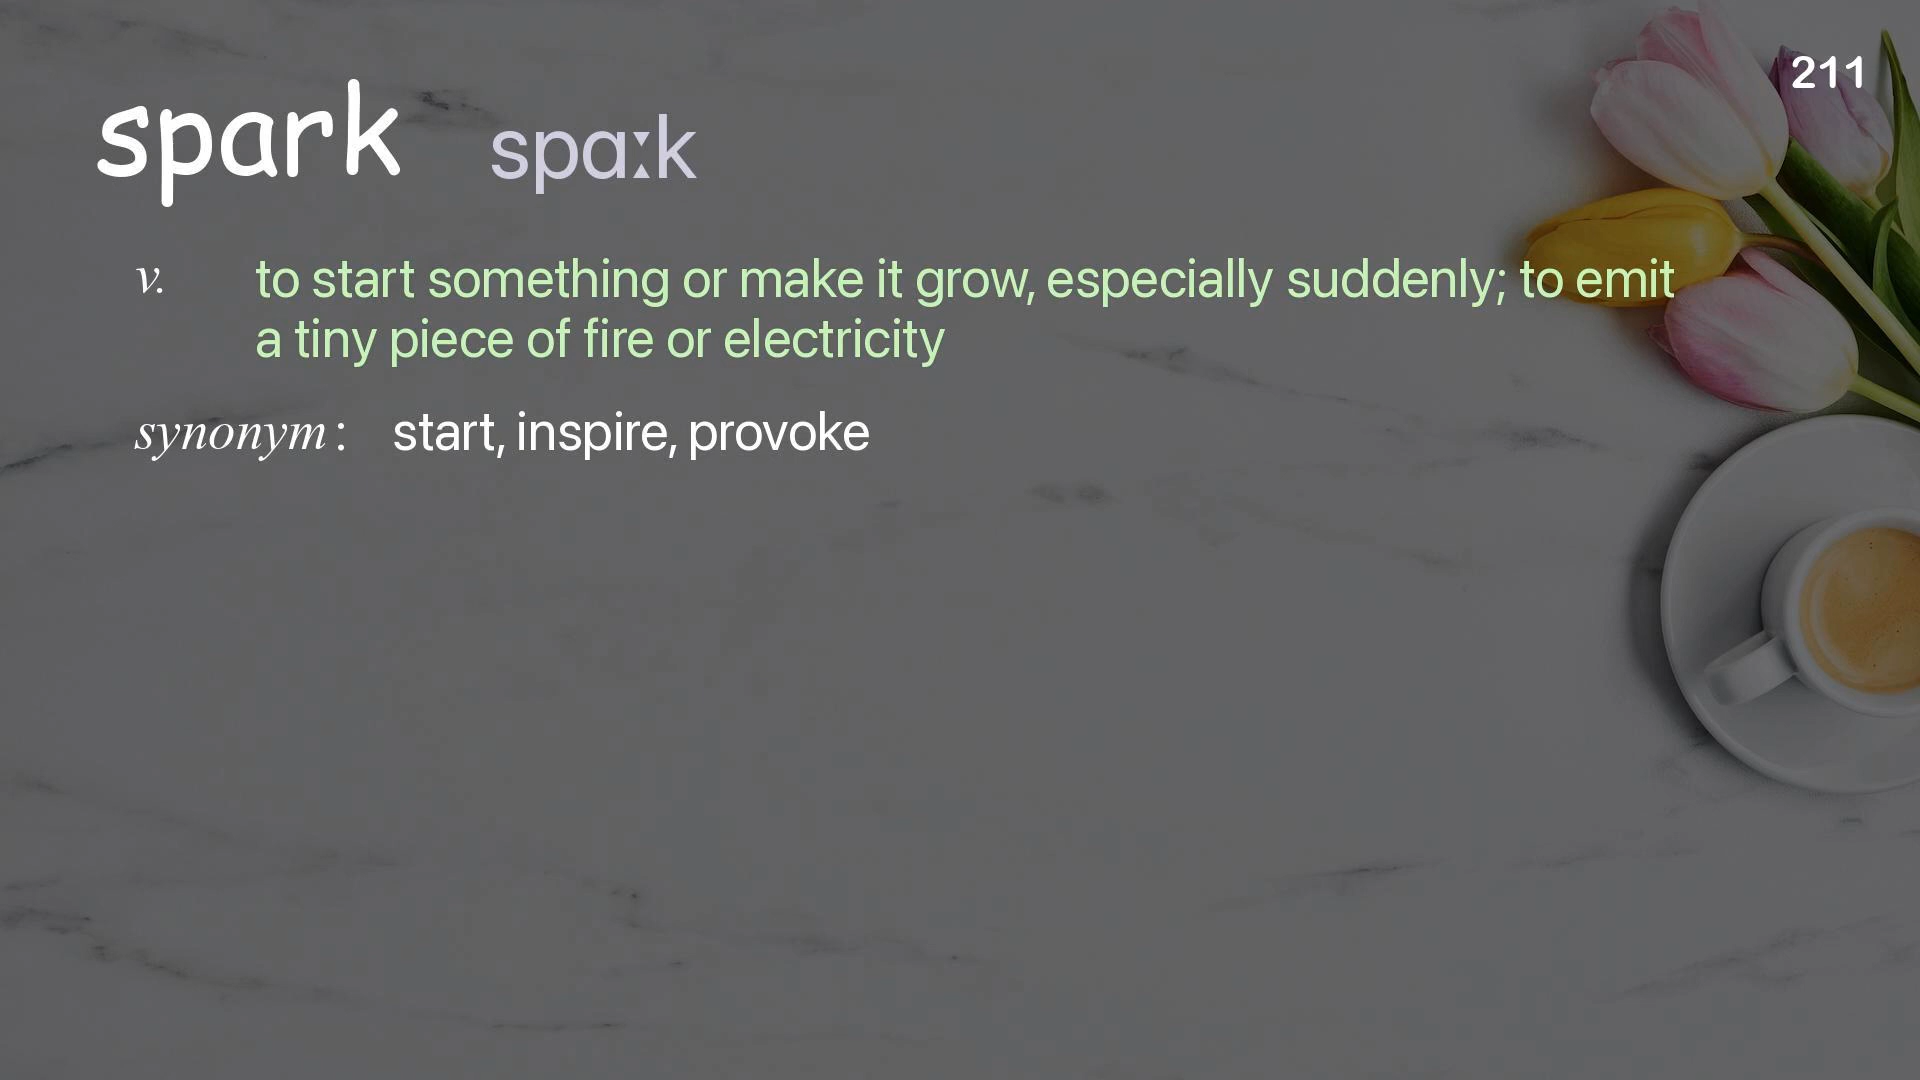 211
spark spɑːk
v. to start something or make it grow, especially suddenly; to emit
a tiny piece of fire or electricity
synonym : start, inspire, provoke